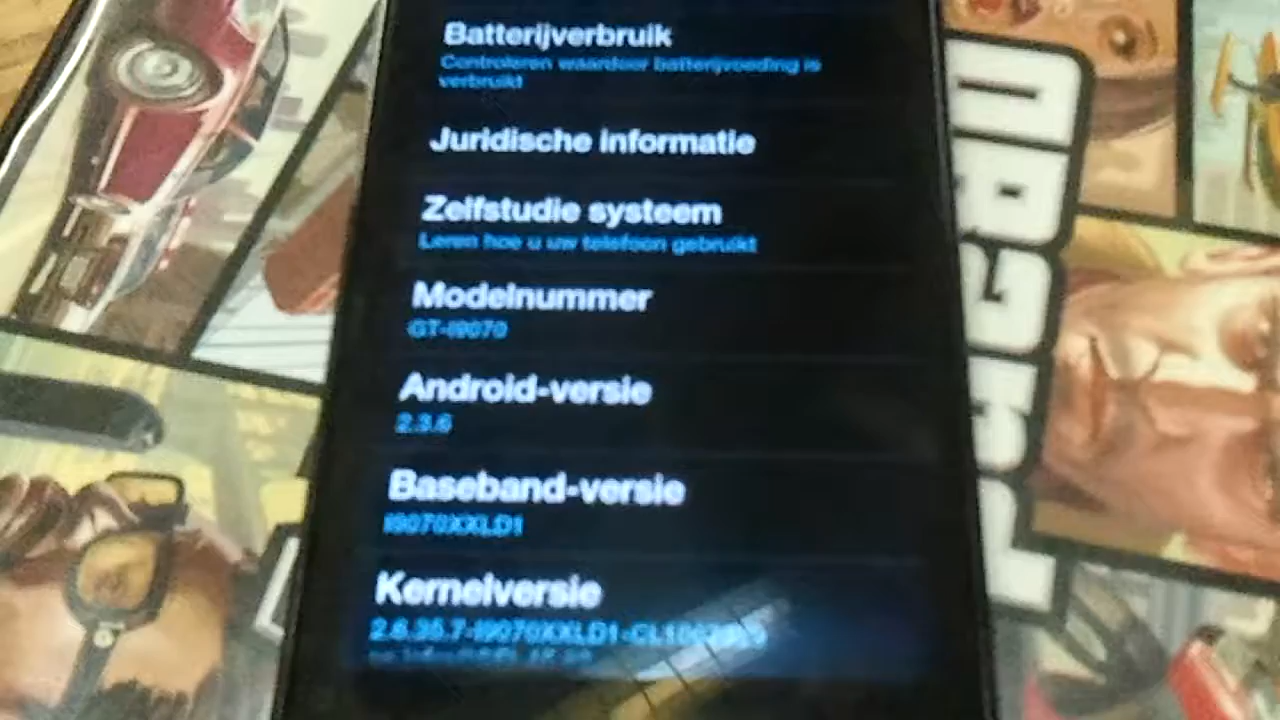 Batterijverbruik
Controleren waardoor batterijvoeding is
verbruikt
Juridische informatie
Zelfstudie systeem
Leren hoe u uw telefoon gebruikt
Modelnummer
GT-I9070
Android-versie
2.3.6
Baseband-versie
I9070XXLD1
Kernelversie